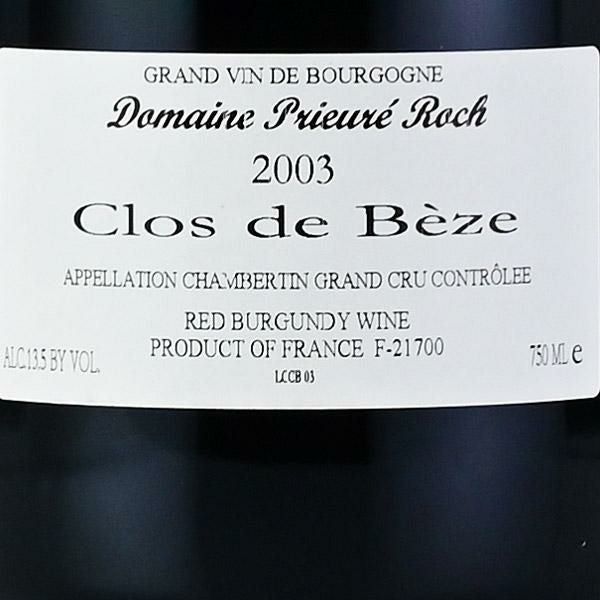 GRAND VIN DE BOURGOGNE
Domaine Prieuré Roch
2003
Clos de Bèze
APPELLATION CHAMBERTIN GRAND CRU CONTRÔLEE
RED BURGUNDY WINE
PRODUCT OF FRANCE F-21700
ALC.13.5 BY VOL.
750 ML e
LCCB 03